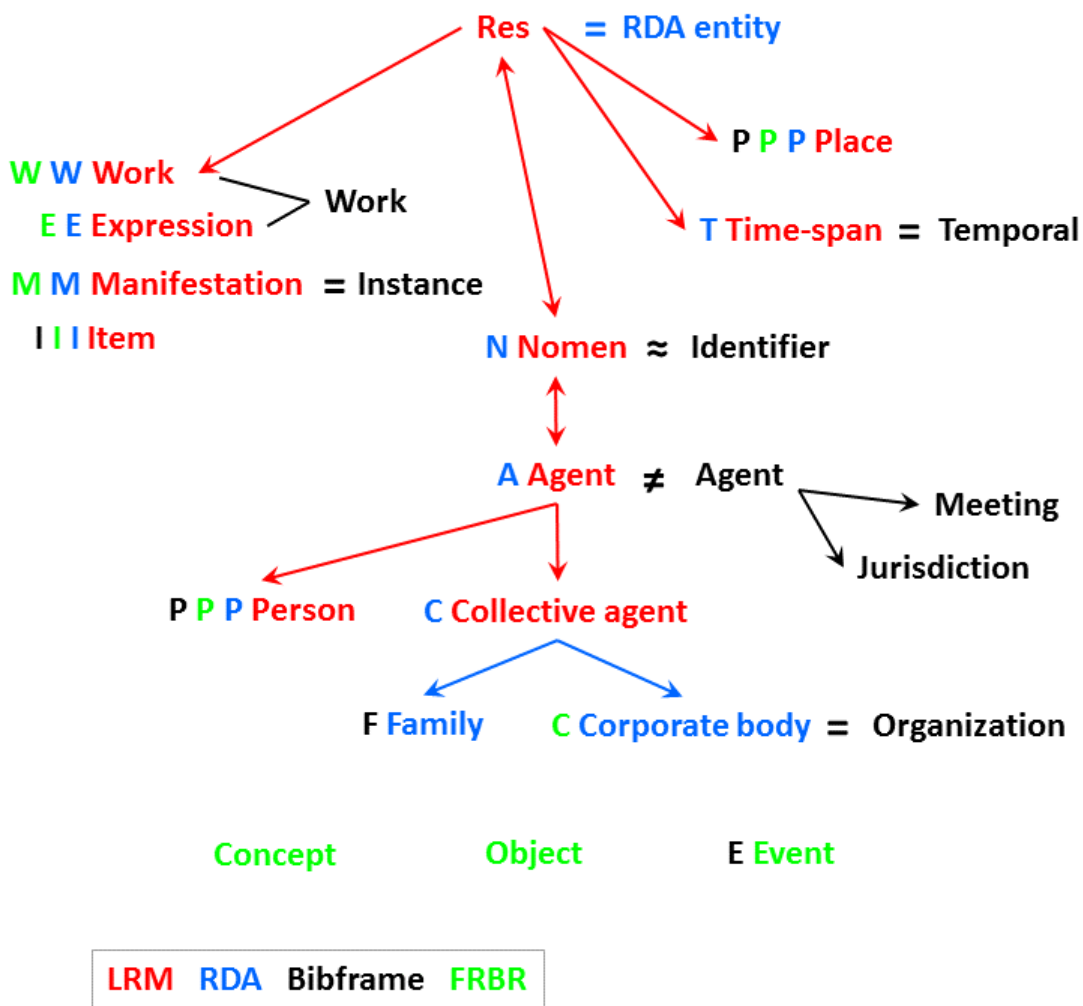 Res = RDA entity
P P P Place
W W Work
Work
E E Expression
T Time-span = Temporal
M M Manifestation = Instance
I I I Item
N Nomen ≈ Identifier
A Agent ≠ Agent
Meeting
Jurisdiction
P P P Person C Collective agent
F Family C Corporate body = Organization
Concept Object E Event
LRM RDA Bibframe FRBR